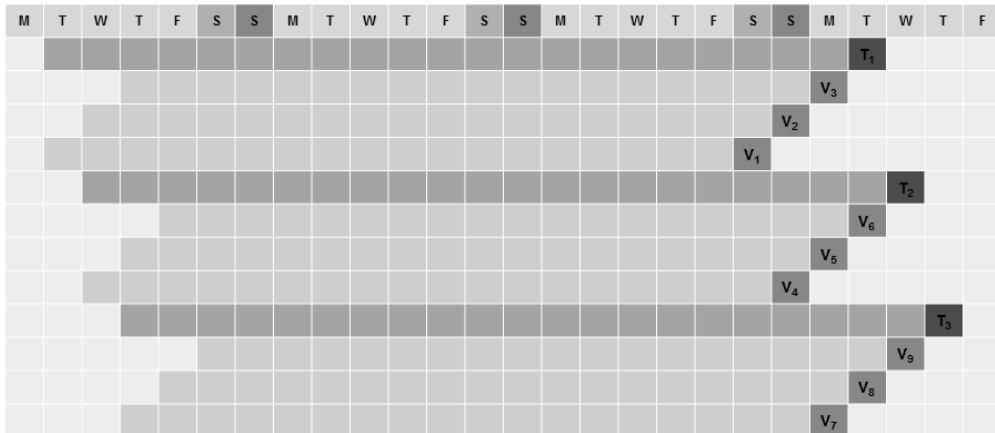 M T W T F S S M T W T F S S M T W T F S S M T W T F
T₁
V₃
V₂
V₁
T₂
V₆
V₅
V₄
T₃
V₉
V₈
V₇